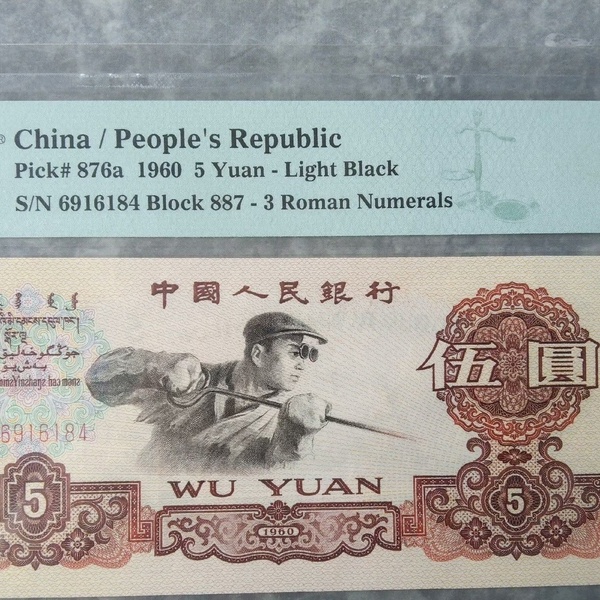 ® China / People's Republic
Pick# 876a 1960 5 Yuan - Light Black
S/N 6916184 Block 887 - 3 Roman Numerals
中國人民銀行
伍圓
6916184
5
WU YUAN
1960
5